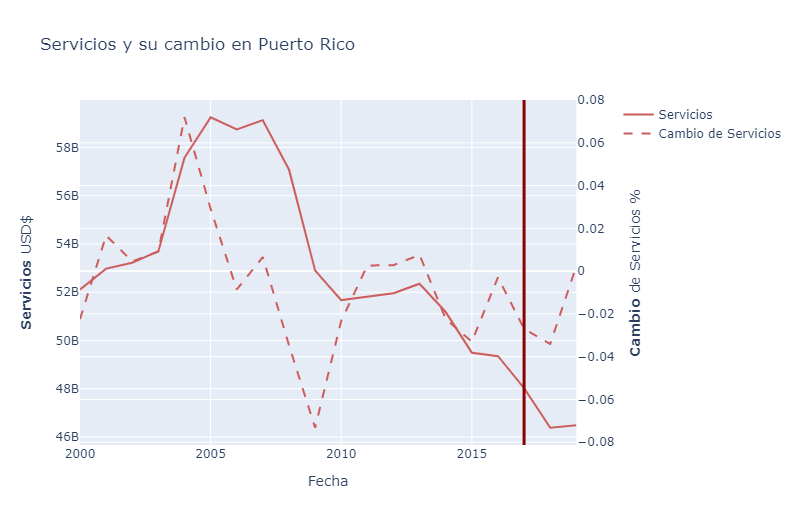 Servicios y su cambio en Puerto Rico
Servicios
Cambio de Servicios
Servicios USD$
58B
56B
54B
52B
50B
48B
46B
0.08
0.06
0.04
0.02
0
−0.02
−0.04
−0.06
−0.08
Cambio de Servicios %
2000
2005
2010
2015
Fecha